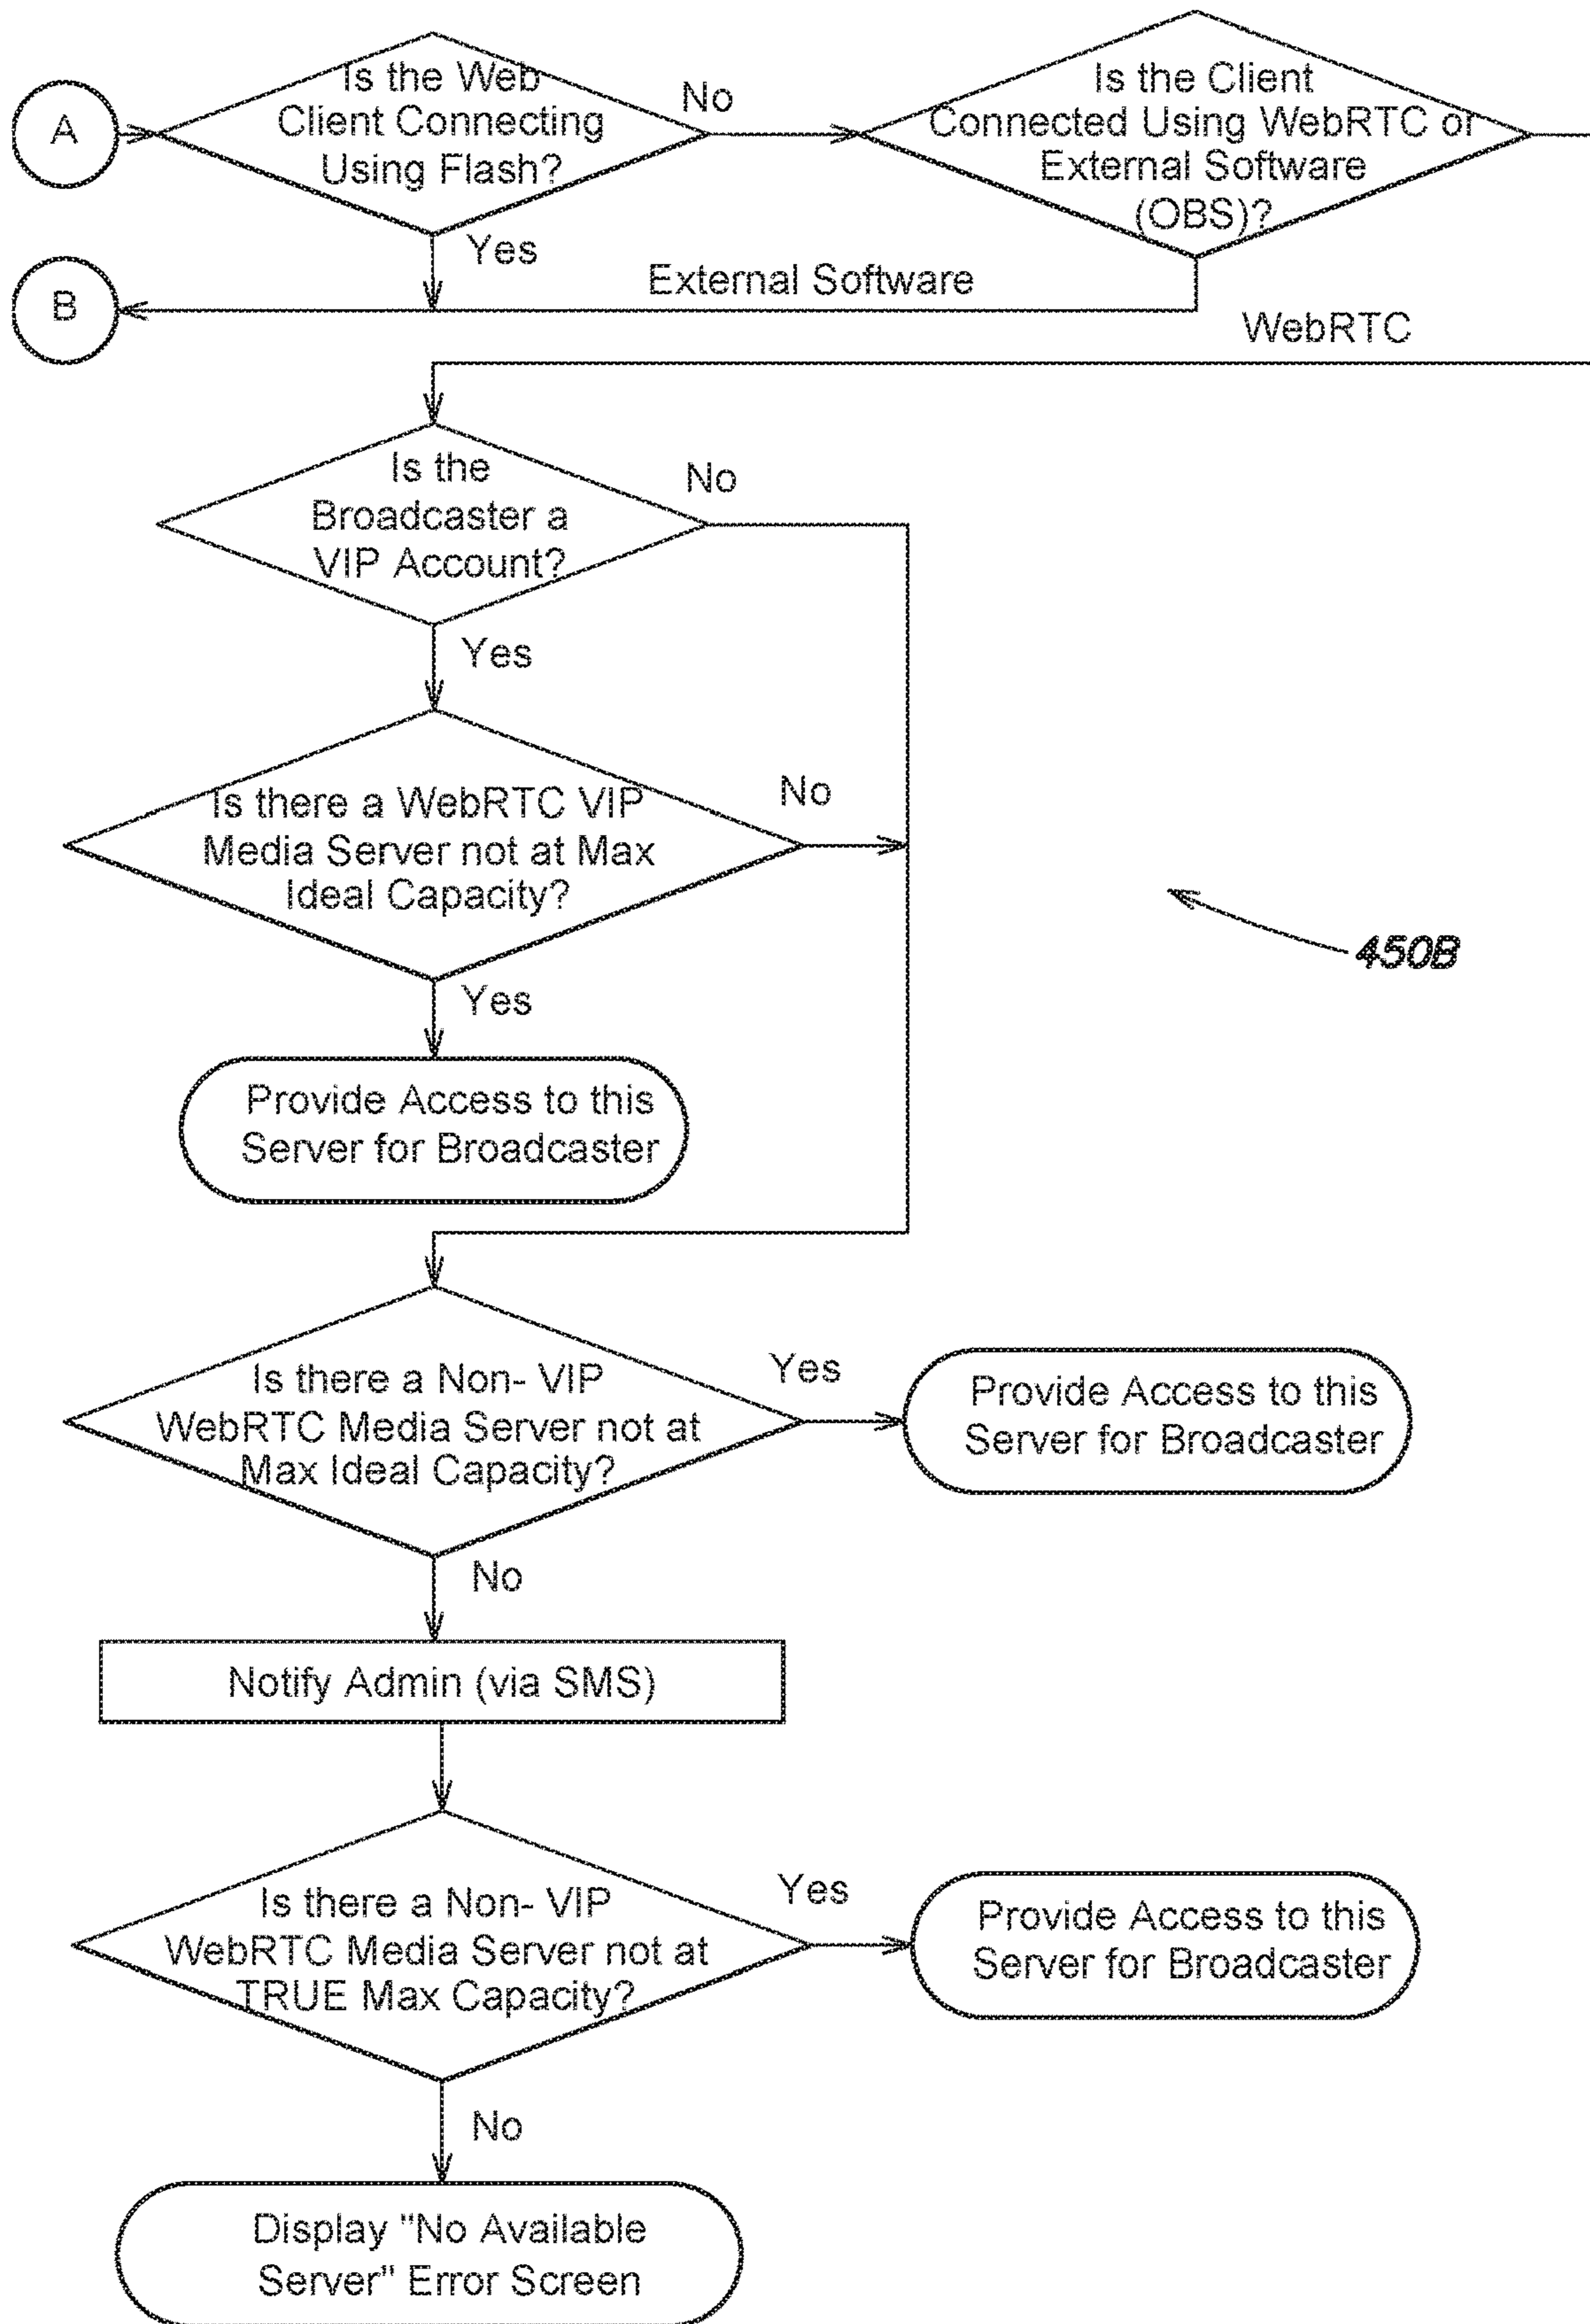 A
Is the Web
Client Connecting
Using Flash?
No
Is the Client
Connected Using WebRTC or
External Software
(OBS)?
Yes
External Software
B
WebRTC
Is the
Broadcaster a
VIP Account?
No
Yes
Is there a WebRTC VIP
Media Server not at Max
Ideal Capacity?
No
450B
Yes
Provide Access to this
Server for Broadcaster
Is there a Non- VIP
WebRTC Media Server not at
Max Ideal Capacity?
Yes
Provide Access to this
Server for Broadcaster
No
Notify Admin (via SMS)
Is there a Non- VIP
WebRTC Media Server not at
TRUE Max Capacity?
Yes
Provide Access to this
Server for Broadcaster
No
Display "No Available
Server" Error Screen